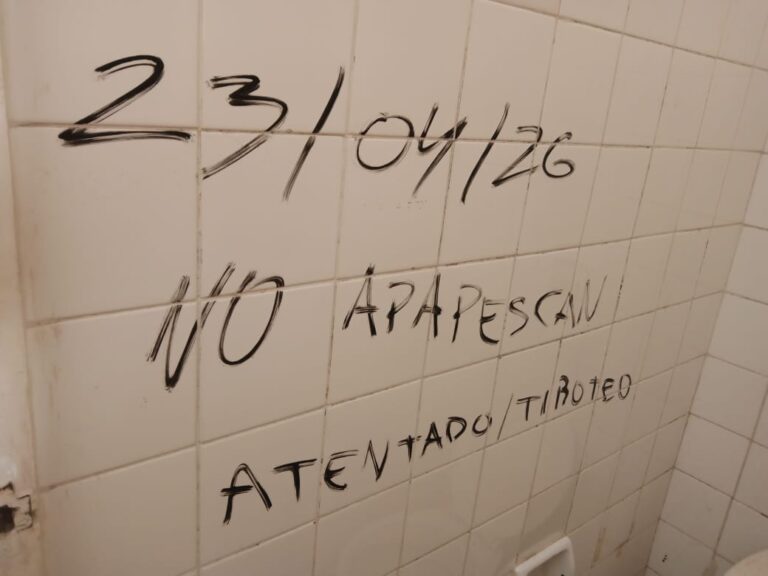 23/04/26
NO APAPESCAN
ATENTADO/TIROTEO